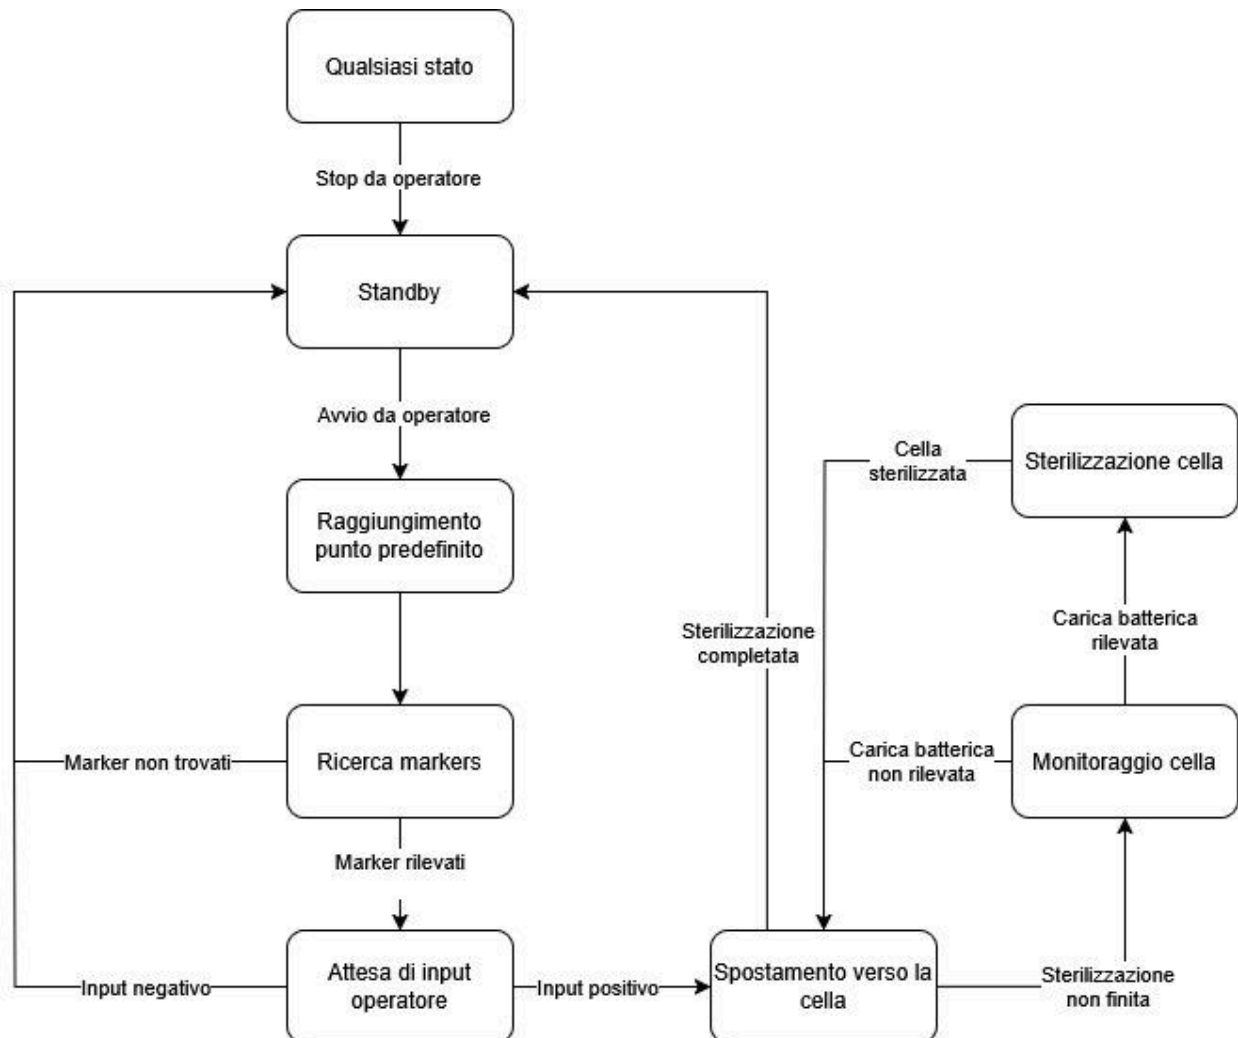 Qualsiasi stato
Stop da operatore
Standby
Avvio da operatore
Raggiungimento
punto predefinito
Ricerca markers
Marker non trovati
Marker rilevati
Attesa di input
operatore
Input negativo
Input positivo
Spostamento verso la
cella
Sterilizzazione
completata
Sterilizzazione
non finita
Monitoraggio cella
Carica batterica
non rilevata
Carica batterica
rilevata
Sterilizzazione cella
Cella
sterilizzata